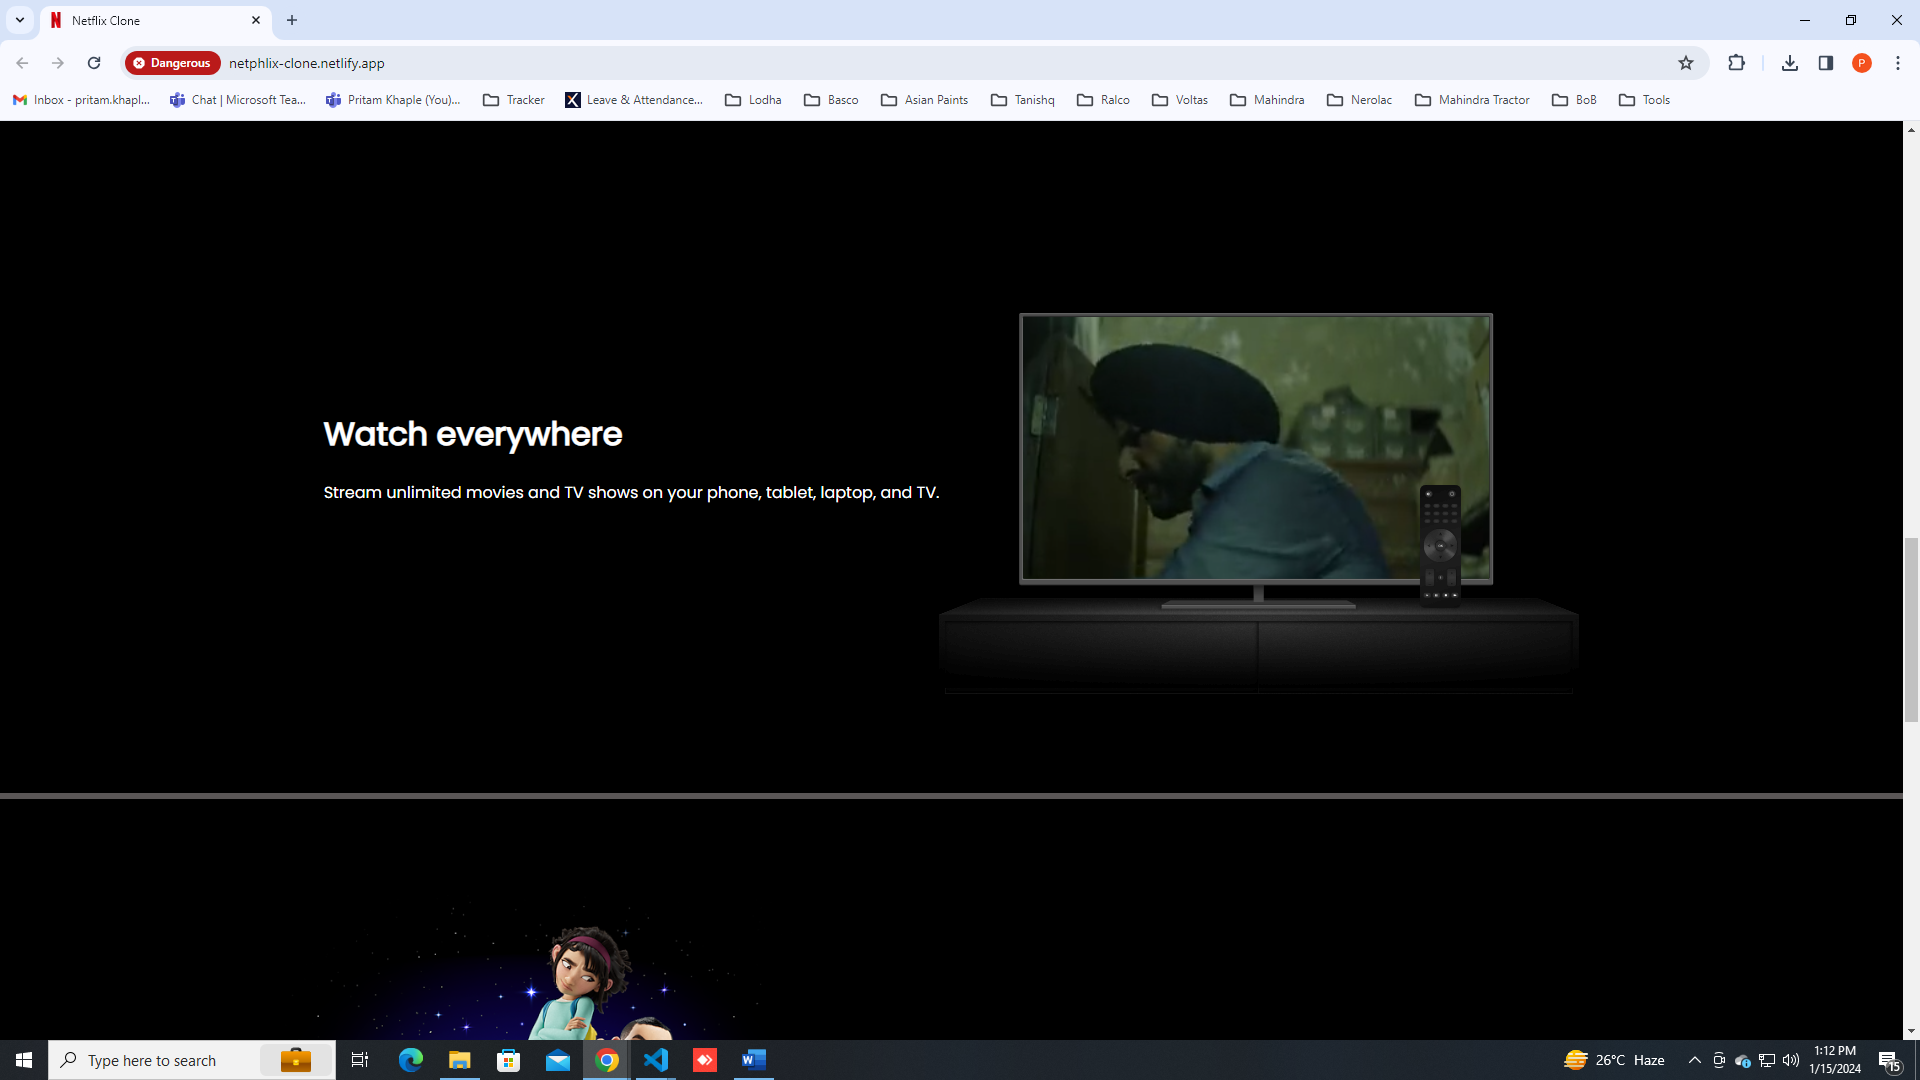 Netflix Clone
Dangerous
netphlix-clone.netlify.app
P
Inbox - pritam.khapl...
Chat | Microsoft Tea...
Pritam Khaple (You)...
Tracker
Leave & Attendance...
Lodha
Basco
Asian Paints
Tanishq
Ralco
Voltas
Mahindra
Nerolac
Mahindra Tractor
BoB
Tools
Watch everywhere
Stream unlimited movies and TV shows on your phone, tablet, laptop, and TV.
Type here to search
26°C Haze
1:12 PM
1/15/2024
15